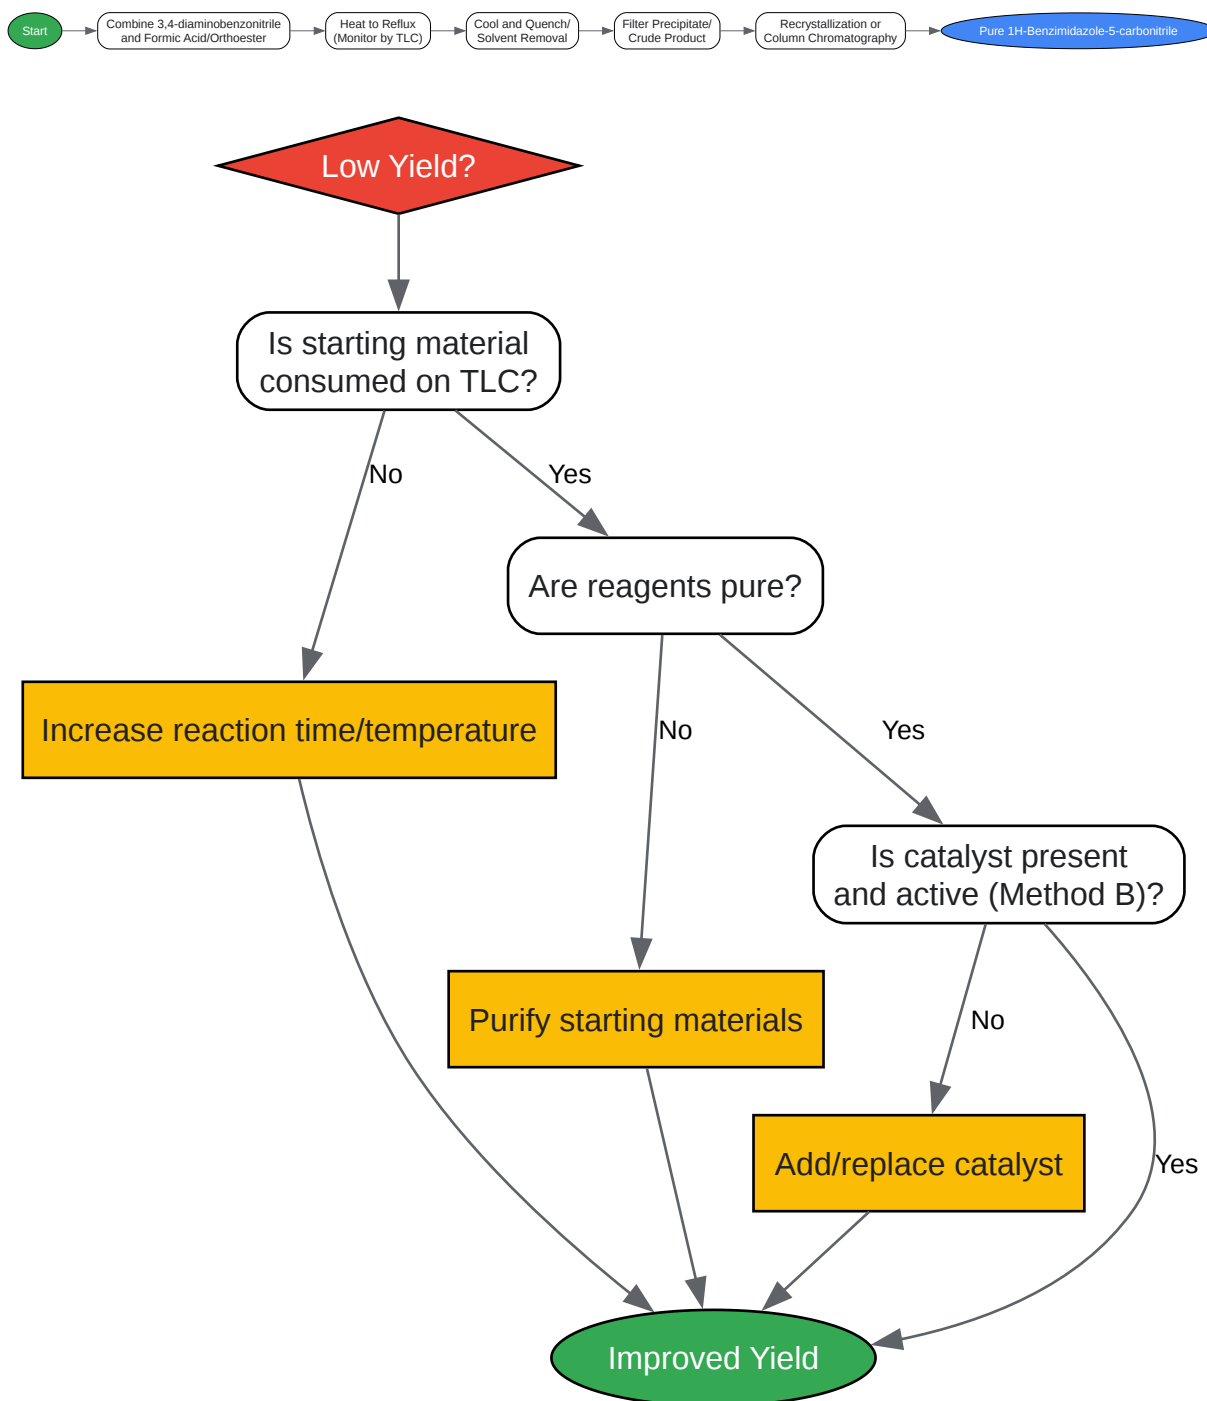 Start
Combine 3,4-diaminobenzonitrile
and Formic Acid/Orthoester
Heat to Reflux
(Monitor by TLC)
Cool and Quench/
Solvent Removal
Filter Precipitate/
Crude Product
Recrystallization or
Column Chromatography
Pure 1H-Benzimidazole-5-carbonitrile
Low Yield?
Is starting material
consumed on TLC?
No
Yes
Are reagents pure?
Increase reaction time/temperature
No
Yes
Is catalyst present
and active (Method B)?
Purify starting materials
No
Add/replace catalyst
Yes
Improved Yield